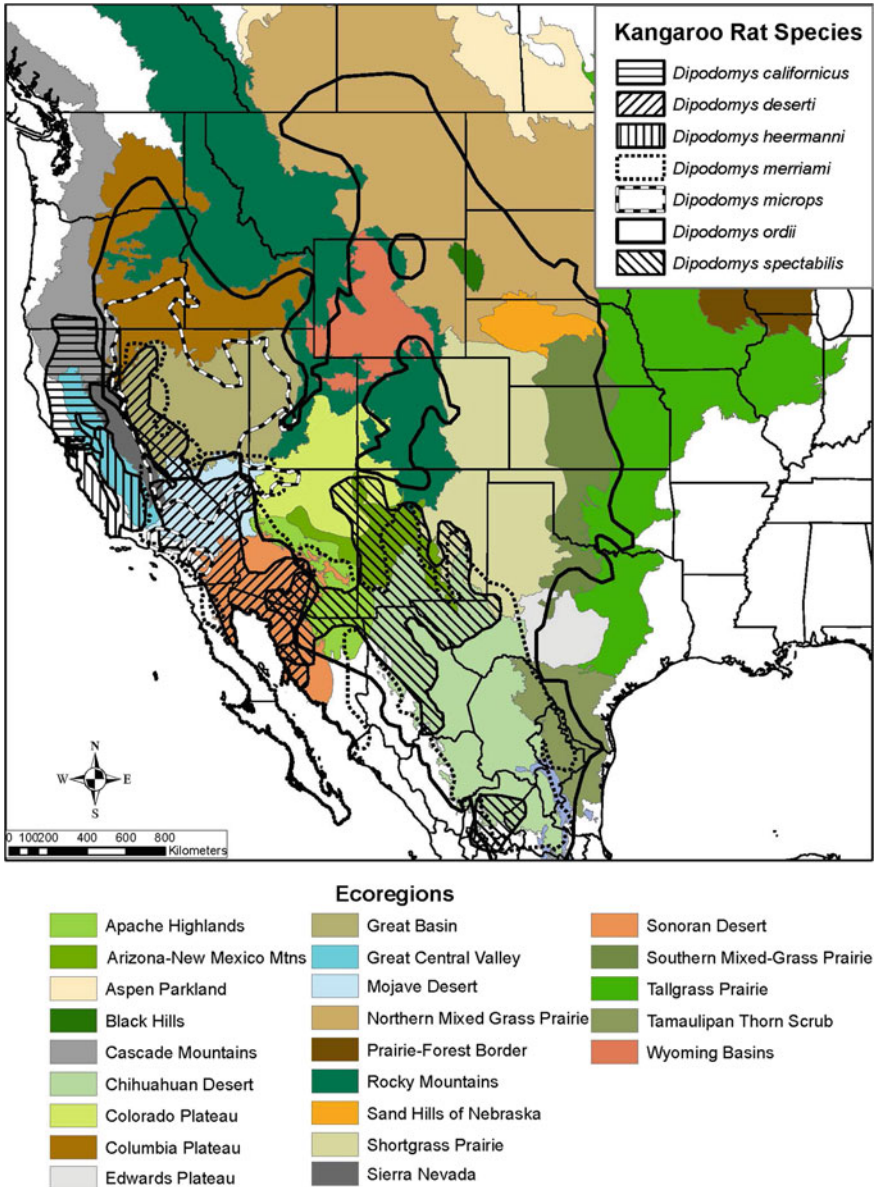 Kangaroo Rat Species
Dipodomys californicus
Dipodomys deserti
Dipodomys heermanni
Dipodomys merriami
Dipodomys microps
Dipodomys ordii
Dipodomys spectabilis
N
W E
S
0 100200 400 600 800
Kilometers
Ecoregions
Apache Highlands
Arizona-New Mexico Mtns
Aspen Parkland
Black Hills
Cascade Mountains
Chihuahuan Desert
Colorado Plateau
Columbia Plateau
Edwards Plateau
Great Basin
Great Central Valley
Mojave Desert
Northern Mixed Grass Prairie
Prairie-Forest Border
Rocky Mountains
Sand Hills of Nebraska
Shortgrass Prairie
Sierra Nevada
Sonoran Desert
Southern Mixed-Grass Prairie
Tallgrass Prairie
Tamaulipan Thorn Scrub
Wyoming Basins